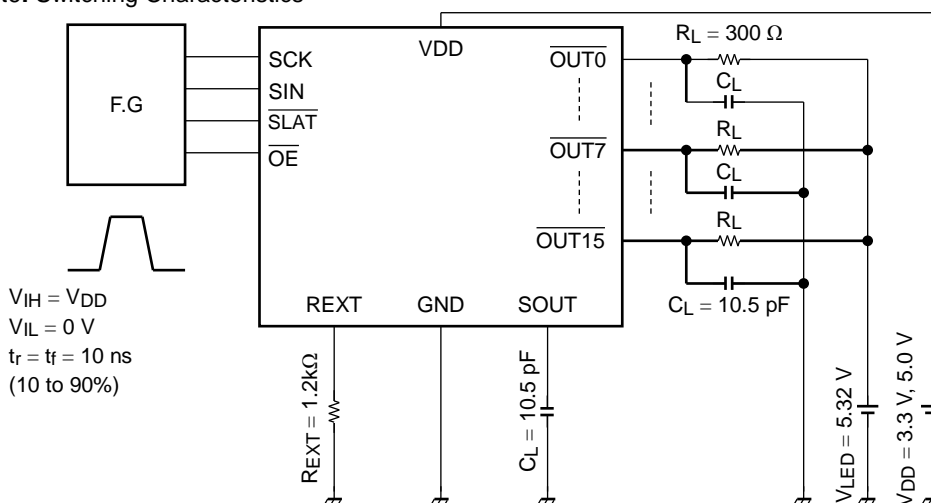 Switching Characteristics
F.G
SCK
SIN
SLAT
OE
VDD
OUT0
OUT7
OUT15
REXT
GND
SOUT
RL = 300 Ω
CL
RL
CL
RL
CL = 10.5 pF
VIH = VDD
VIL = 0 V
tr = tf = 10 ns
(10 to 90%)
REXT = 1.2kΩ
CL = 10.5 pF
VLED = 5.32 V
VDD = 3.3 V, 5.0 V